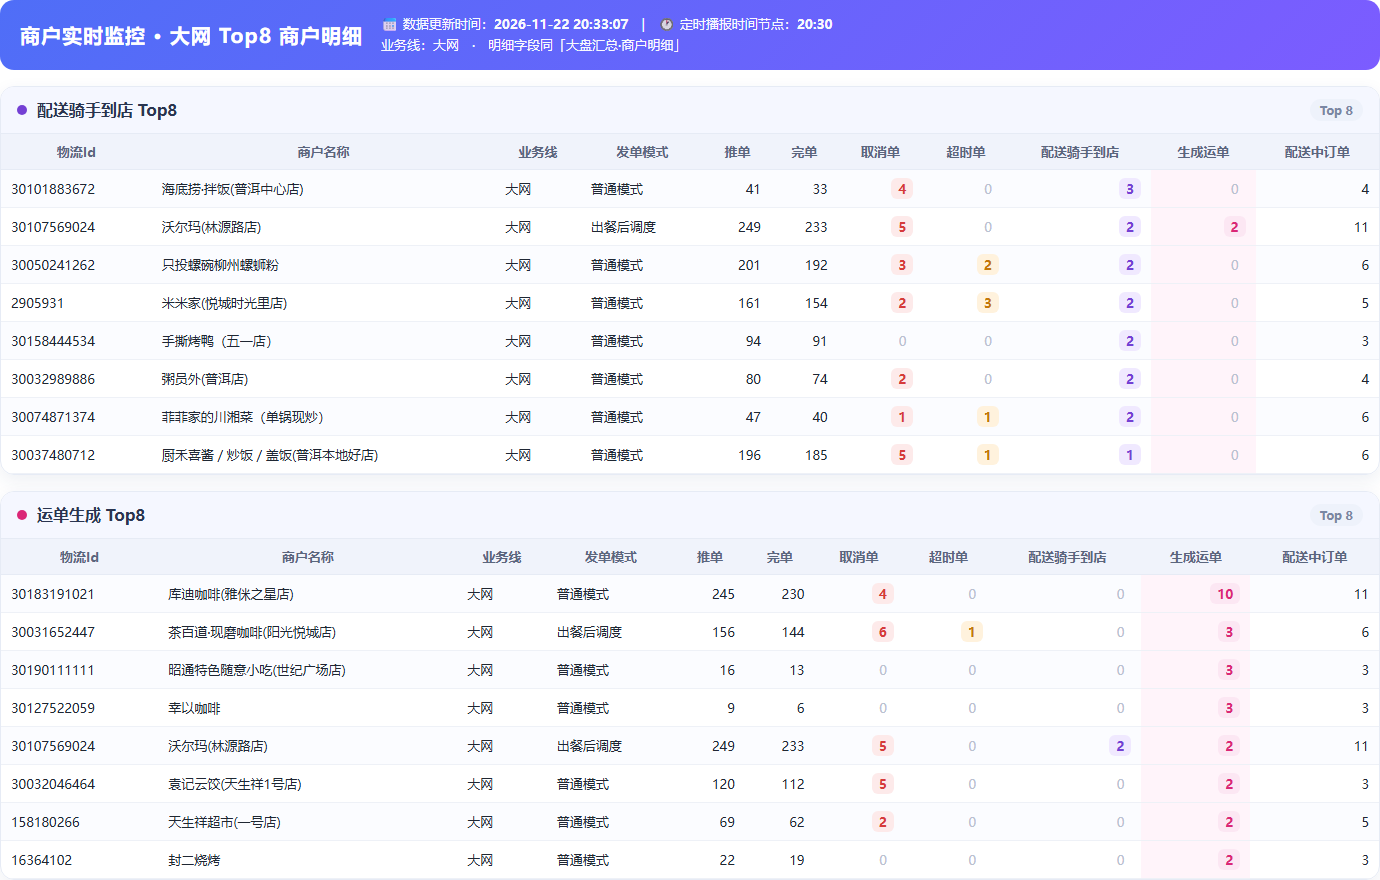 商户实时监控 • 大网 Top8 商户明细
数据更新时间：2026-11-22 20:33:07 | 定时播报时间节点：20:30
业务线：大网 · 明细字段同「大盘汇总·商户明细」
配送骑手到店 Top8 Top 8
物流Id 商户名称 业务线 发单模式 推单 完单 取消单 超时单 配送骑手到店 生成运单 配送中订单
30101883672 海底捞·拌饭(普洱中心店) 大网 普通模式 41 33 4 0 3 0 4
30107569024 沃尔玛(林源路店) 大网 出餐后调度 249 233 5 0 2 2 11
30050241262 只投螺碗柳州螺蛳粉 大网 普通模式 201 192 3 2 2 0 6
2905931 米米家(悦城时光里店) 大网 普通模式 161 154 2 3 2 0 5
30158444534 手撕烤鸭（五一店） 大网 普通模式 94 91 0 0 2 0 3
30032989886 粥员外(普洱店) 大网 普通模式 80 74 2 0 2 0 4
30074871374 菲菲家的川湘菜（单锅现炒） 大网 普通模式 47 40 1 1 2 0 6
30037480712 厨禾喜酱 / 炒饭 / 盖饭(普洱本地好店) 大网 普通模式 196 185 5 1 1 0 6
运单生成 Top8 Top 8
物流Id 商户名称 业务线 发单模式 推单 完单 取消单 超时单 配送骑手到店 生成运单 配送中订单
30183191021 库迪咖啡(雅侎之星店) 大网 普通模式 245 230 4 0 0 10 11
30031652447 茶百道·现磨咖啡(阳光悦城店) 大网 出餐后调度 156 144 6 1 0 3 6
30190111111 昭通特色随意小吃(世纪广场店) 大网 普通模式 16 13 0 0 0 3 3
30127522059 幸以咖啡 大网 普通模式 9 6 0 0 0 3 3
30107569024 沃尔玛(林源路店) 大网 出餐后调度 249 233 5 0 2 2 11
30032046464 袁记云饺(天生祥1号店) 大网 普通模式 120 112 5 0 0 2 3
158180266 天生祥超市(一号店) 大网 普通模式 69 62 2 0 0 2 5
16364102 封二烧烤 大网 普通模式 22 19 0 0 0 2 3